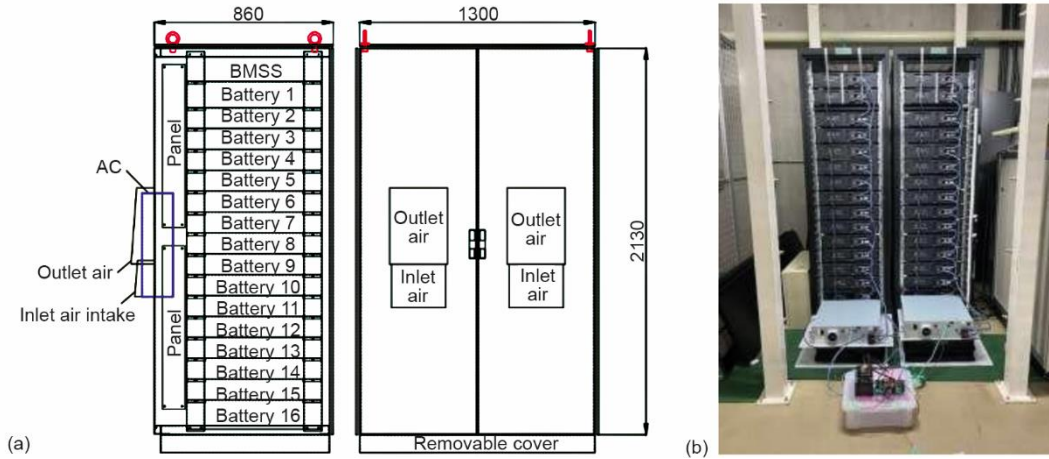 860
1300
BMSS
Battery 1
Battery 2
Battery 3
Battery 4
Battery 5
Battery 6
Battery 7
Battery 8
Battery 9
Battery 10
Battery 11
Battery 12
Battery 13
Battery 14
Battery 15
Battery 16
Panel
Panel
AC
Outlet air
Inlet air intake
Outlet
air
Inlet
air
Outlet
air
Inlet
air
2130
Removable cover
(a)
(b)